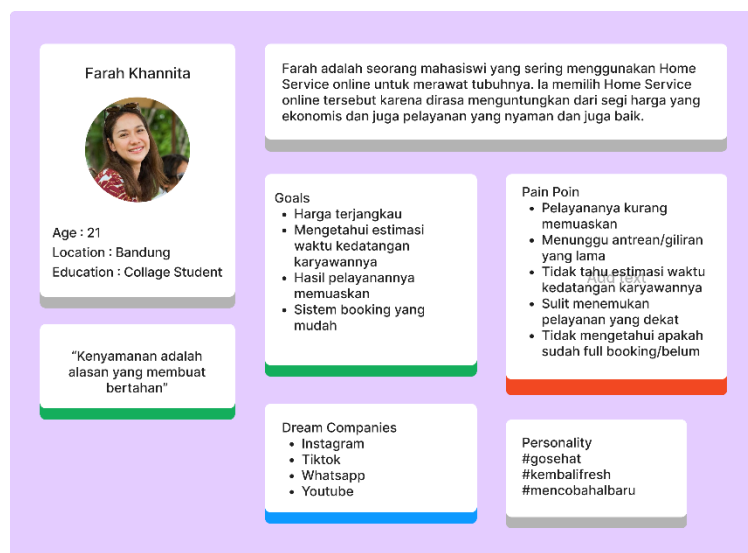 Farah Khannita
Age : 21
Location : Bandung
Education : Collage Student
“Kenyamanan adalah
alasan yang membuat
bertahan”
Farah adalah seorang mahasiswi yang sering menggunakan Home
Service online untuk merawat tubuhnya. Ia memilih Home Service
online tersebut karena dirasa menguntungkan dari segi harga yang
ekonomis dan juga pelayanan yang nyaman dan juga baik.
Goals
• Harga terjangkau
• Mengetahui estimasi
waktu kedatangan
karyawannya
• Hasil pelayanannya
memuaskan
• Sistem booking yang
mudah
Pain Poin
• Pelayananya kurang
memuaskan
• Menunggu antrean/giliran
yang lama
• Tidak tahu estimasi waktu
kedatangan karyawannya
Add text
• Sulit menemukan
pelayanan yang dekat
• Tidak mengetahui apakah
sudah full booking/belum
Dream Companies
• Instagram
• Tiktok
• Whatsapp
• Youtube
Personality
#gosehat
#kembalifresh
#mencobahalbaru